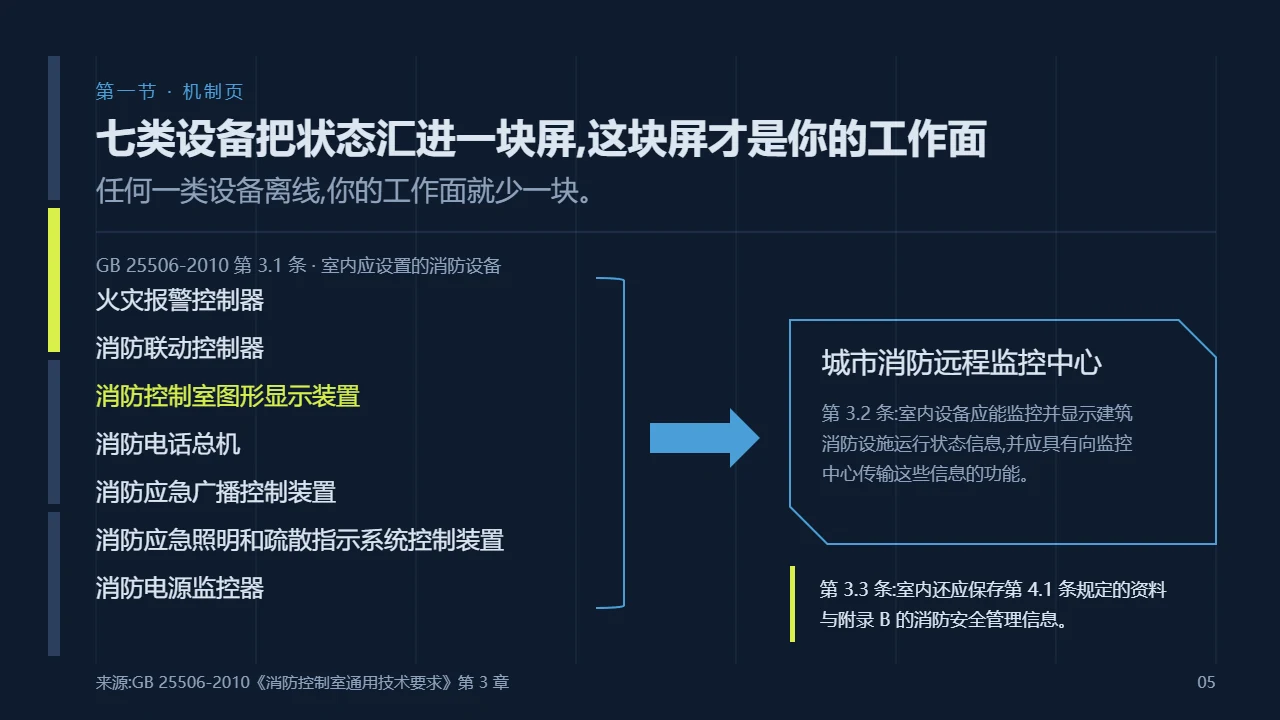 第一节 · 机制页
七类设备把状态汇进一块屏,这块屏才是你的工作面
任何一类设备离线,你的工作面就少一块。
GB 25506-2010 第 3.1 条 · 室内应设置的消防设备
火灾报警控制器
消防联动控制器
消防控制室图形显示装置
消防电话总机
消防应急广播控制装置
消防应急照明和疏散指示系统控制装置
消防电源监控器
城市消防远程监控中心
第 3.2 条:室内设备应能监控并显示建筑
消防设施运行状态信息,并应具有向监控
中心传输这些信息的功能。
第 3.3 条:室内还应保存第 4.1 条规定的资料
与附录 B 的消防安全管理信息。
来源:GB 25506-2010《消防控制室通用技术要求》第 3 章
05